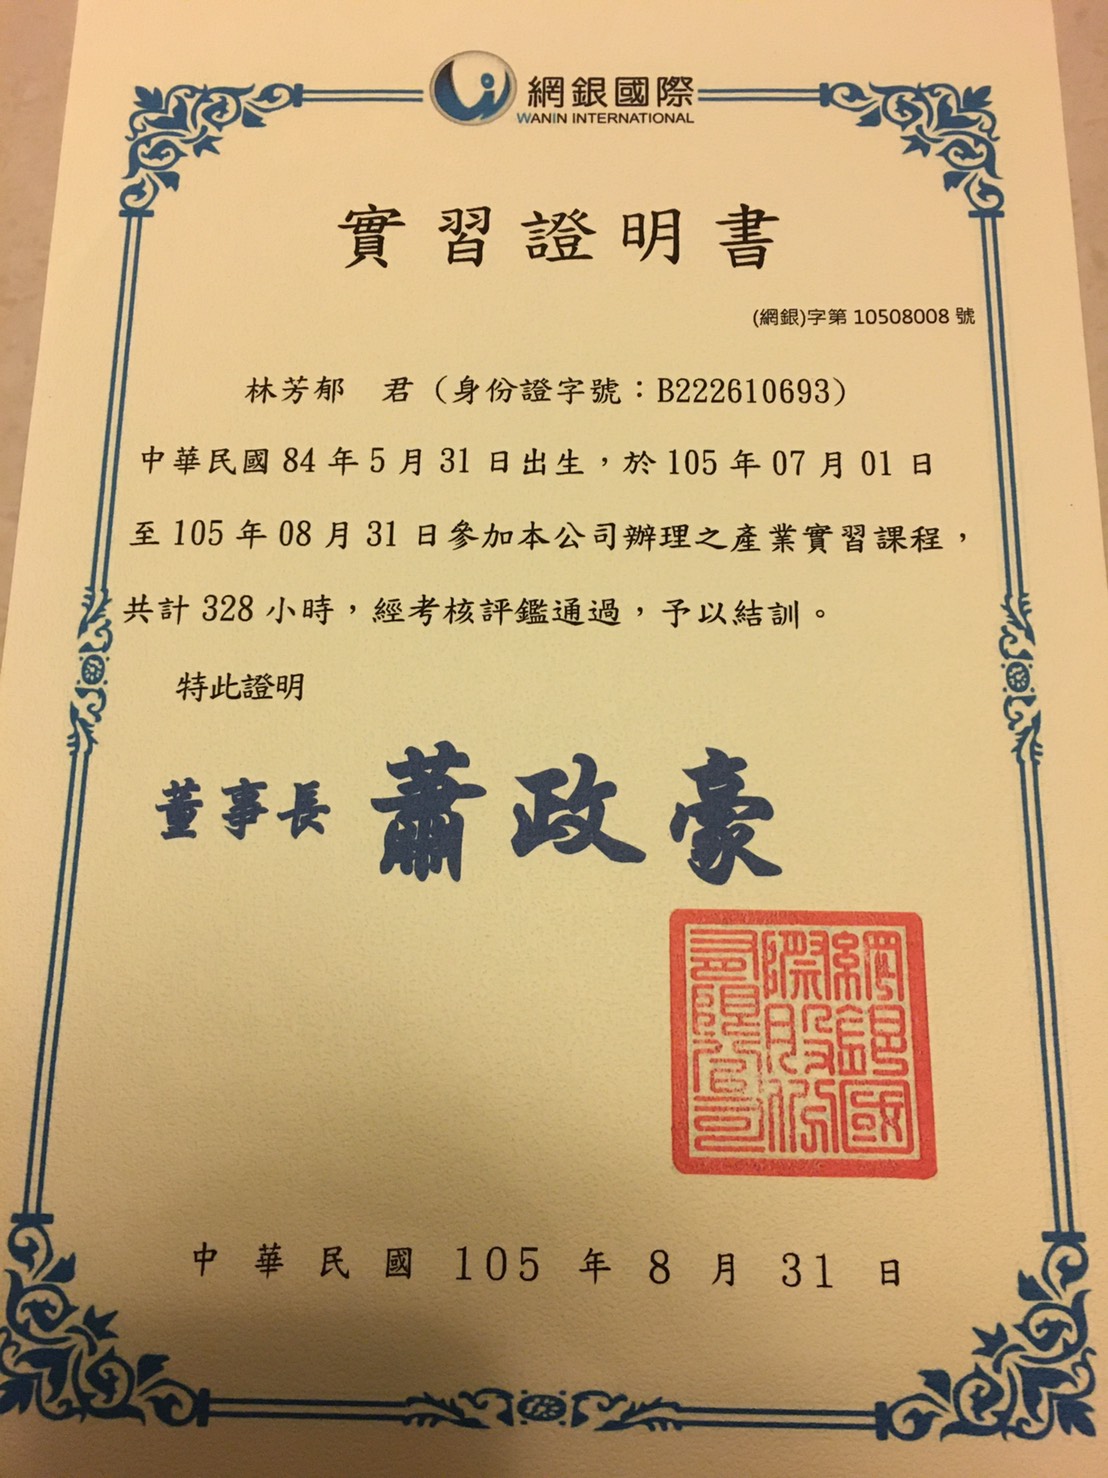 網銀國際
WANIN INTERNATIONAL
實習證明書
(網銀)字第 10508008 號
林芳郁 君（身份證字號：B222610693）
中華民國 84 年 5 月 31 日出生，於 105 年 07 月 01 日
至 105 年 08 月 31 日參加本公司辦理之產業實習課程，
共計 328 小時，經考核評鑑通過，予以結訓。
特此證明
董事長 蕭政豪
網銀國際股份有限公司
中華民國 105 年 8 月 31 日